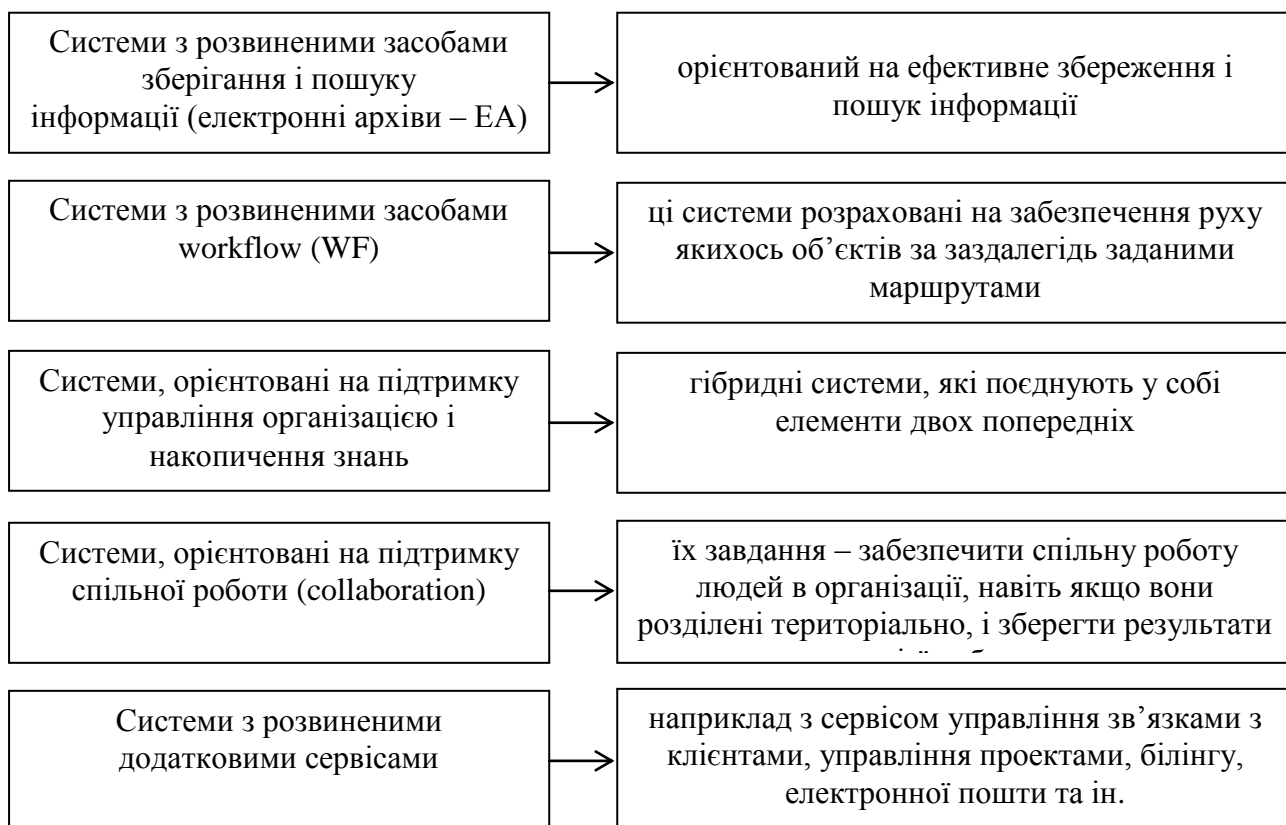 Системи з розвиненими засобами
зберігання і пошуку
інформації (електронні архіви – ЕА)
орієнтований на ефективне збереження і
пошук інформації
Системи з розвиненими засобами
workflow (WF)
ці системи розраховані на забезпечення руху
якихось об’єктів за заздалегідь заданими
маршрутами
Системи, орієнтовані на підтримку
управління організацією і
накопичення знань
гібридні системи, які поєднують у собі
елементи двох попередніх
Системи, орієнтовані на підтримку
спільної роботи (collaboration)
їх завдання – забезпечити спільну роботу
людей в організації, навіть якщо вони
розділені територіально, і зберегти результати
Системи з розвиненими
додатковими сервісами
наприклад з сервісом управління зв’язками з
клієнтами, управління проектами, білінгу,
електронної пошти та ін.